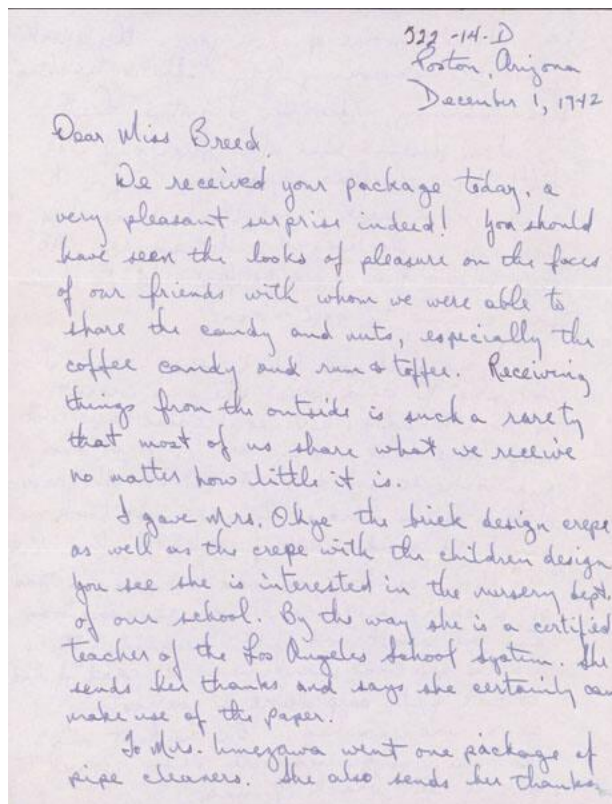 322-14-D
Poston, Arizona
December 1, 1942
Dear Miss Breed,
We received your package today, a
very pleasant surprise indeed! You should
have seen the looks of pleasure on the faces
of our friends with whom we were able to
share the candy and nuts, especially the
coffee candy and rum & toffee. Receiving
things from the outside is such a rarety
that most of us share what we receive
no matter how little it is.
I gave Mrs. the brick design crepe
as well as the crepe with the children design
you see she is interested in the nursery dept.
of our school. By the way she is a certified
teacher of the Los Angeles School System. She
sends her thanks and says she certainly can
make use of the paper.
To Mrs. Umezawa went one package of
pipe cleaners. She also sends her thanks,